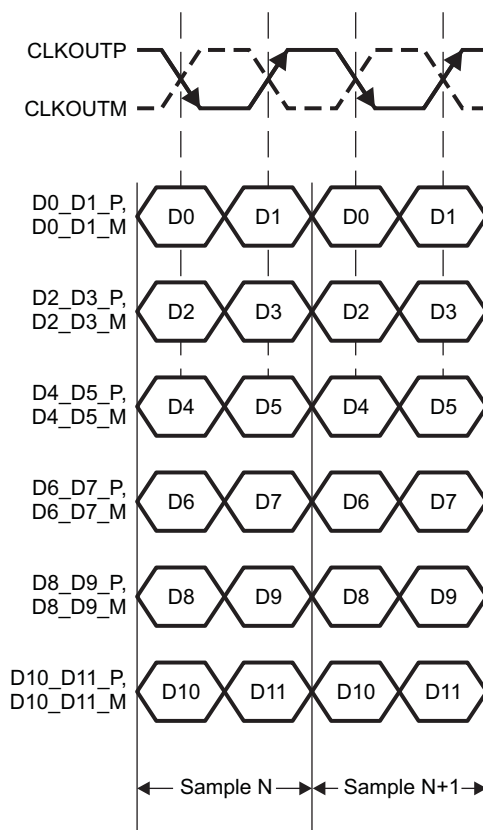 CLKOUTP
CLKOUTM
D0_D1_P,
D0_D1_M
D0 D1 D0 D1
D2_D3_P,
D2_D3_M
D2 D3 D2 D3
D4_D5_P,
D4_D5_M
D4 D5 D4 D5
D6_D7_P,
D6_D7_M
D6 D7 D6 D7
D8_D9_P,
D8_D9_M
D8 D9 D8 D9
D10_D11_P,
D10_D11_M
D10 D11 D10 D11
Sample N Sample N+1